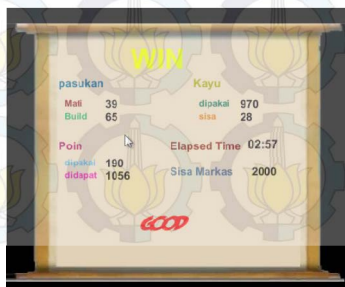 WIN
pasukan
Mati 39
Build 65
Kayu
dipakai 970
sisa 28
Poin
dipakai 190
didapat 1056
Elapsed Time 02:57
Sisa Markas 2000
GOOD